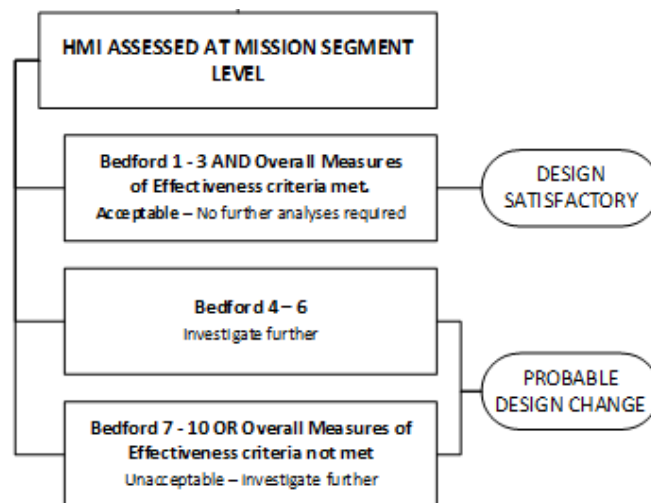 HMI ASSESSED AT MISSION SEGMENT
LEVEL
Bedford 1 - 3 AND Overall Measures
of Effectiveness criteria met.
Acceptable – No further analyses required
DESIGN
SATISFACTORY
Bedford 4 – 6
Investigate further
PROBABLE
DESIGN CHANGE
Bedford 7 - 10 OR Overall Measures of
Effectiveness criteria not met
Unacceptable – Investigate further